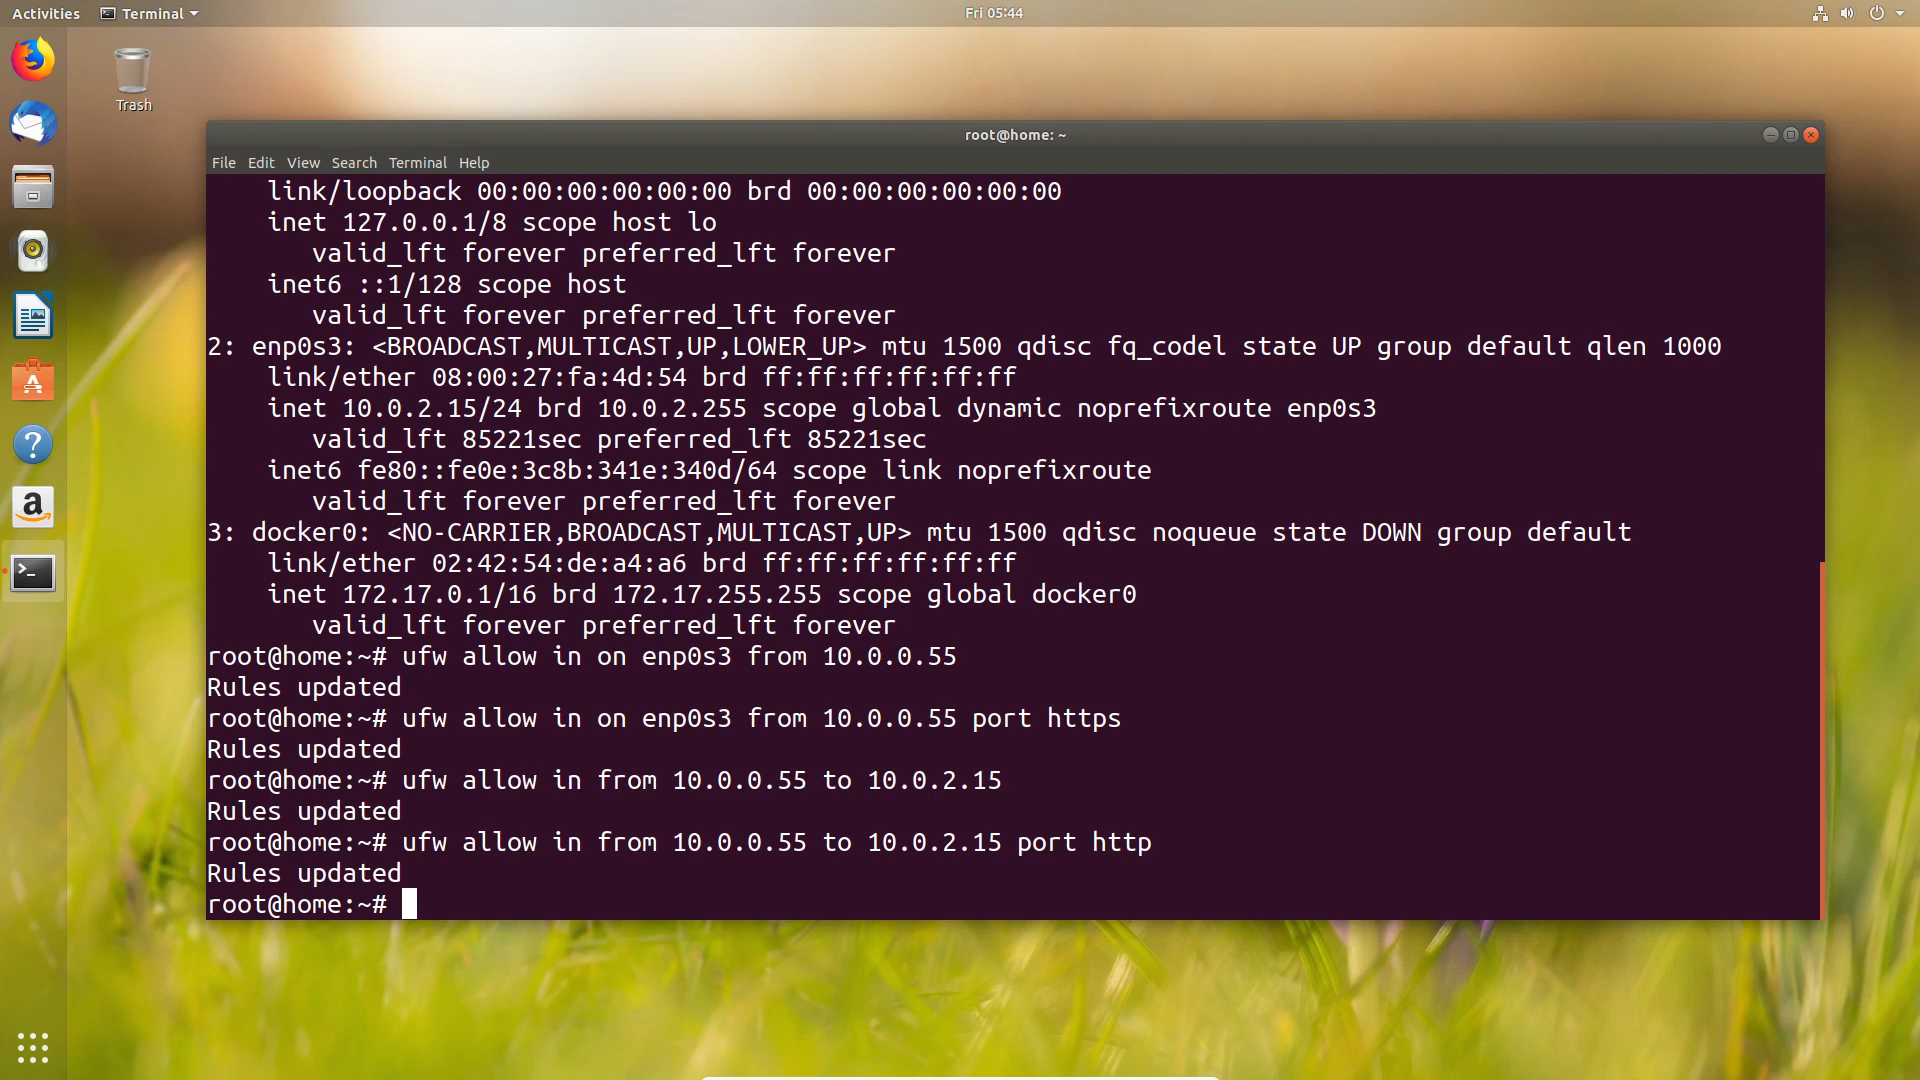 Activities Terminal Fri 05:44
Trash
root@home: ~
File Edit View Search Terminal Help
link/loopback 00:00:00:00:00:00 brd 00:00:00:00:00:00
inet 127.0.0.1/8 scope host lo
valid_lft forever preferred_lft forever
inet6 ::1/128 scope host
valid_lft forever preferred_lft forever
2: enp0s3: <BROADCAST,MULTICAST,UP,LOWER_UP> mtu 1500 qdisc fq_codel state UP group default qlen 1000
link/ether 08:00:27:fa:4d:54 brd ff:ff:ff:ff:ff:ff
inet 10.0.2.15/24 brd 10.0.2.255 scope global dynamic noprefixroute enp0s3
valid_lft 85221sec preferred_lft 85221sec
inet6 fe80::fe0e:3c8b:341e:340d/64 scope link noprefixroute
valid_lft forever preferred_lft forever
3: docker0: <NO-CARRIER,BROADCAST,MULTICAST,UP> mtu 1500 qdisc noqueue state DOWN group default
link/ether 02:42:54:de:a4:a6 brd ff:ff:ff:ff:ff:ff
inet 172.17.0.1/16 brd 172.17.255.255 scope global docker0
valid_lft forever preferred_lft forever
root@home:~# ufw allow in on enp0s3 from 10.0.0.55
Rules updated
root@home:~# ufw allow in on enp0s3 from 10.0.0.55 port https
Rules updated
root@home:~# ufw allow in from 10.0.0.55 to 10.0.2.15
Rules updated
root@home:~# ufw allow in from 10.0.0.55 to 10.0.2.15 port http
Rules updated
root@home:~#